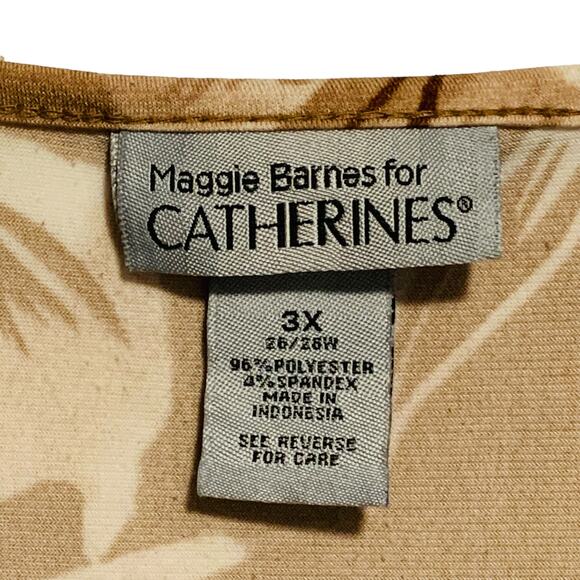 Maggie Barnes for
CATHERINES®
3X
26/28W
96% POLYESTER
4% SPANDEX
MADE IN
INDONESIA
SEE REVERSE
FOR CARE